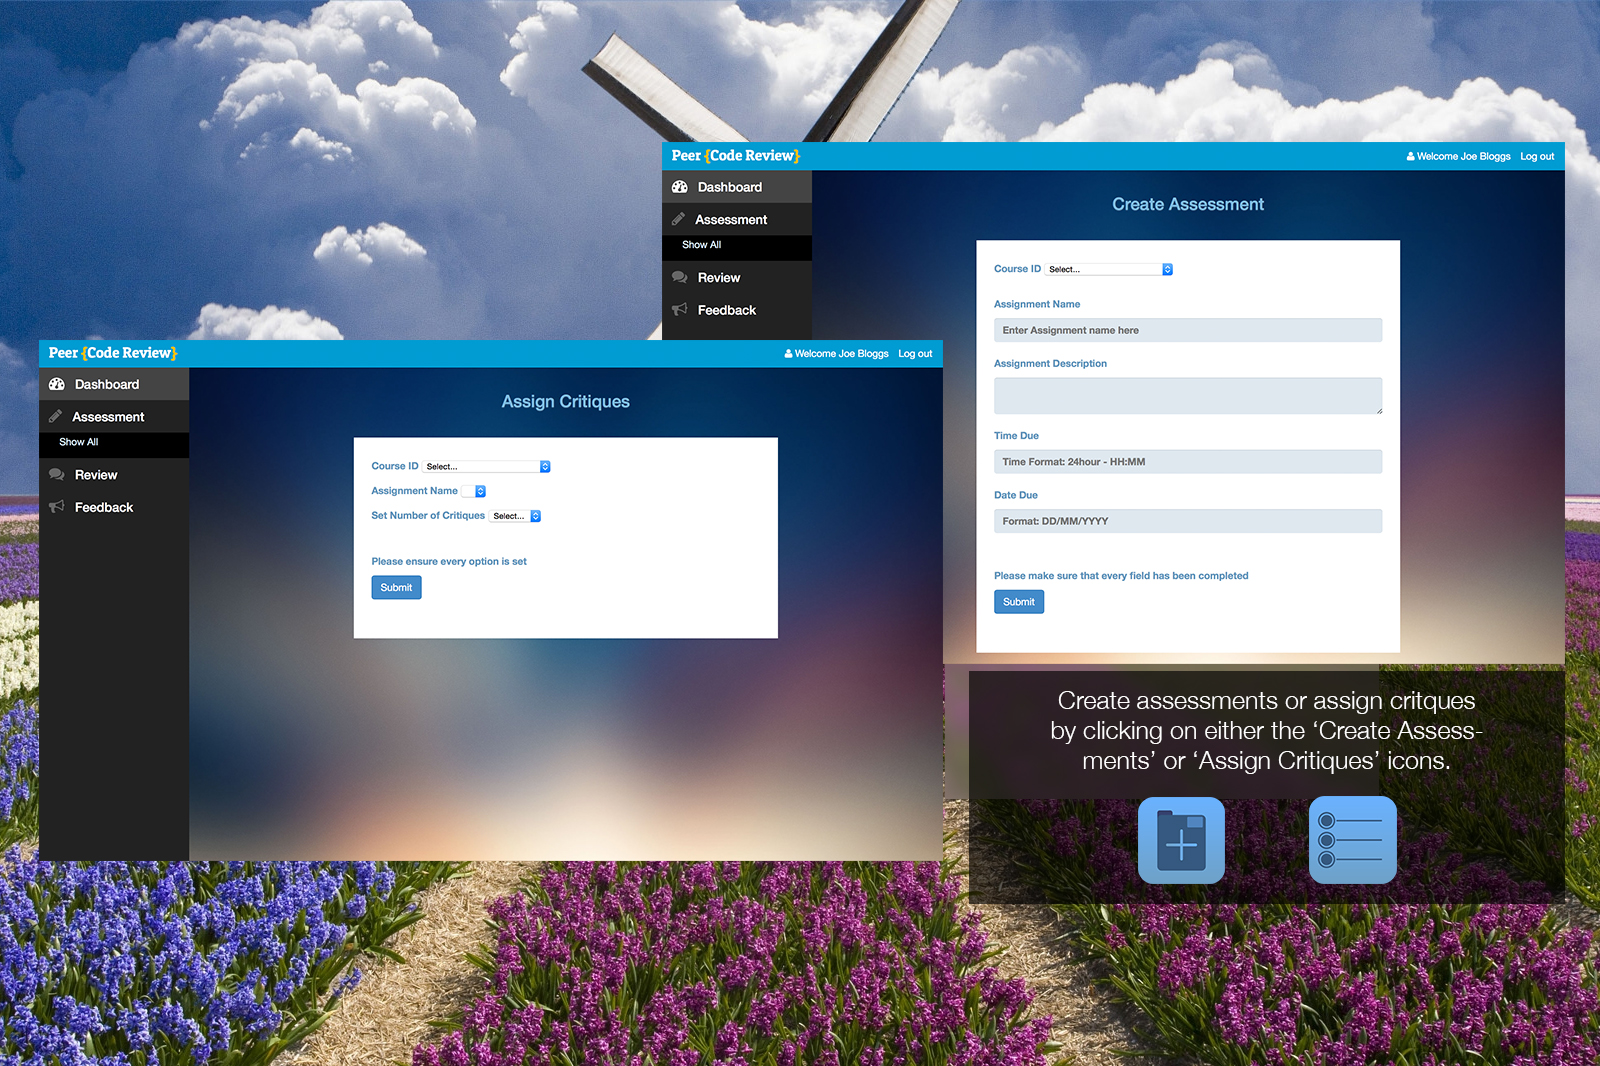 Peer {Code Review}
Welcome Joe Bloggs Log out
Dashboard
Assessment
Show All
Review
Feedback
Create Assessment
Course ID Select...
Assignment Name
Enter Assignment name here
Assignment Description
Time Due
Time Format: 24hour - HH:MM
Date Due
Format: DD/MM/YYYY
Please make sure that every field has been completed
Submit
Peer {Code Review}
Welcome Joe Bloggs Log out
Dashboard
Assessment
Show All
Review
Feedback
Assign Critiques
Course ID Select...
Assignment Name
Set Number of Critiques Select...
Please ensure every option is set
Submit
Create assessments or assign critques
by clicking on either the ‘Create Assess-
ments’ or ‘Assign Critiques’ icons.